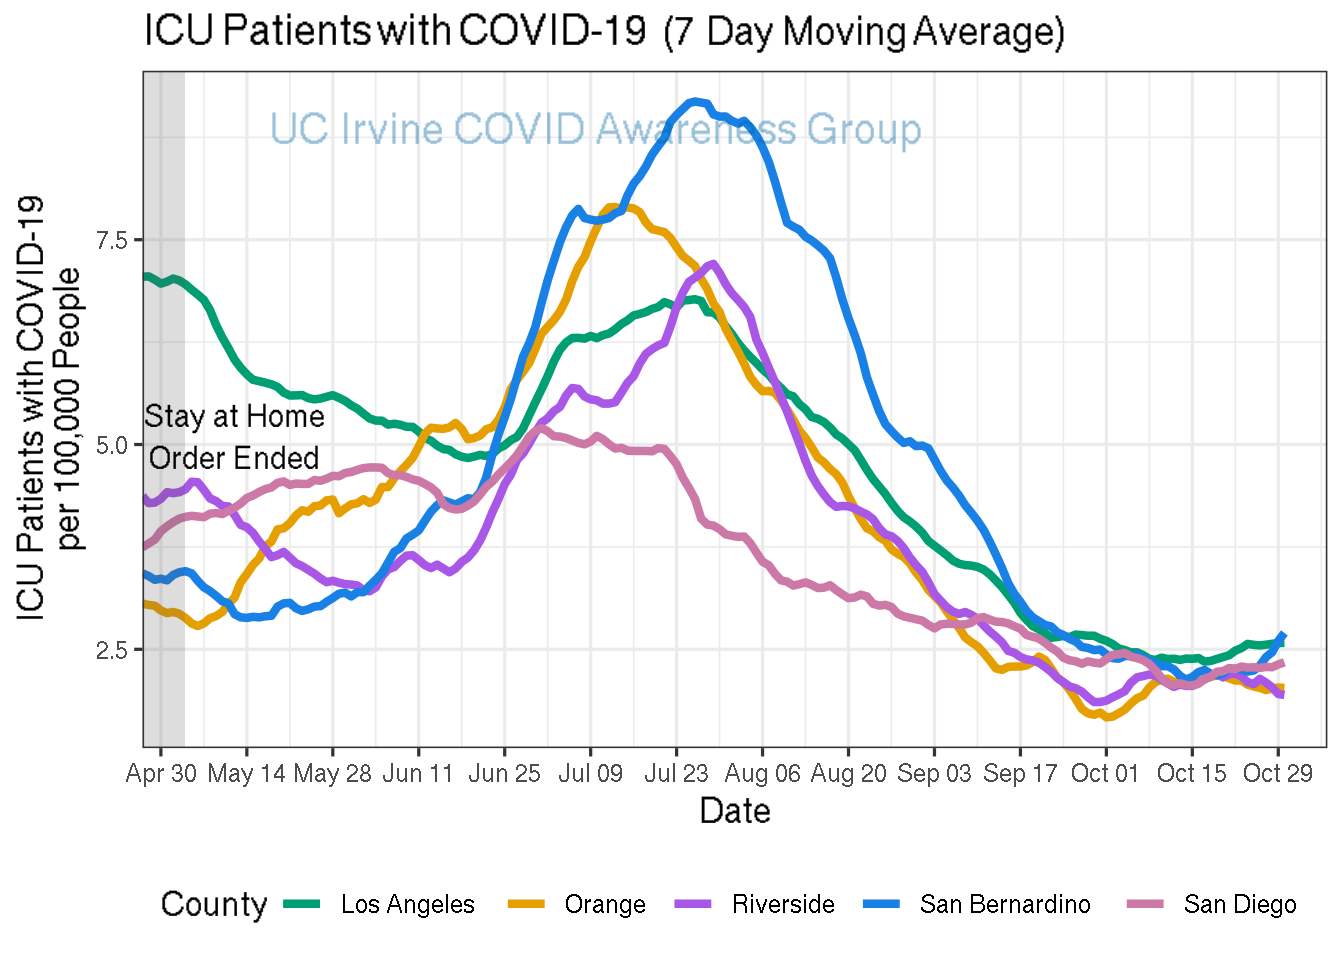 ICU Patients with COVID-19 (7 Day Moving Average)
UC Irvine COVID Awareness Group
ICU Patients with COVID-19
per 100,000 People
7.5
5.0
2.5
Stay at Home
Order Ended
Apr 30 May 14 May 28 Jun 11 Jun 25 Jul 09 Jul 23 Aug 06 Aug 20 Sep 03 Sep 17 Oct 01 Oct 15 Oct 29
Date
County Los Angeles Orange Riverside San Bernardino San Diego